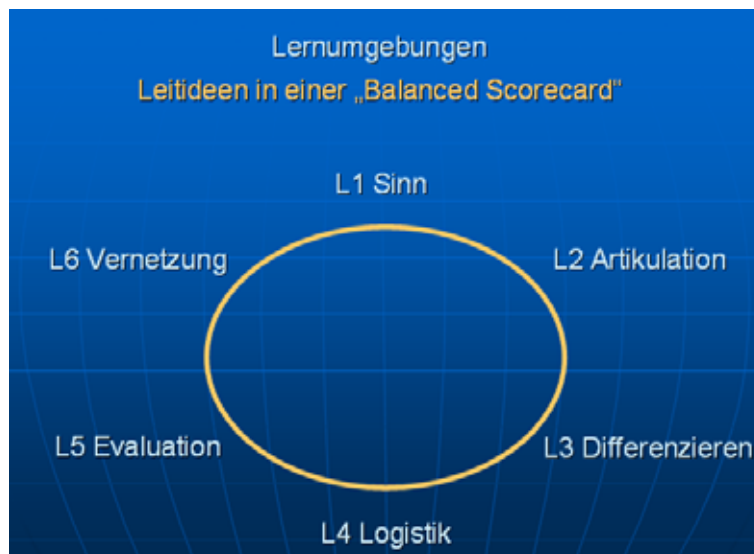 Lernumgebungen
Leitideen in einer „Balanced Scorecard"
L1 Sinn
L6 Vernetzung
L2 Artikulation
L5 Evaluation
L3 Differenzieren
L4 Logistik